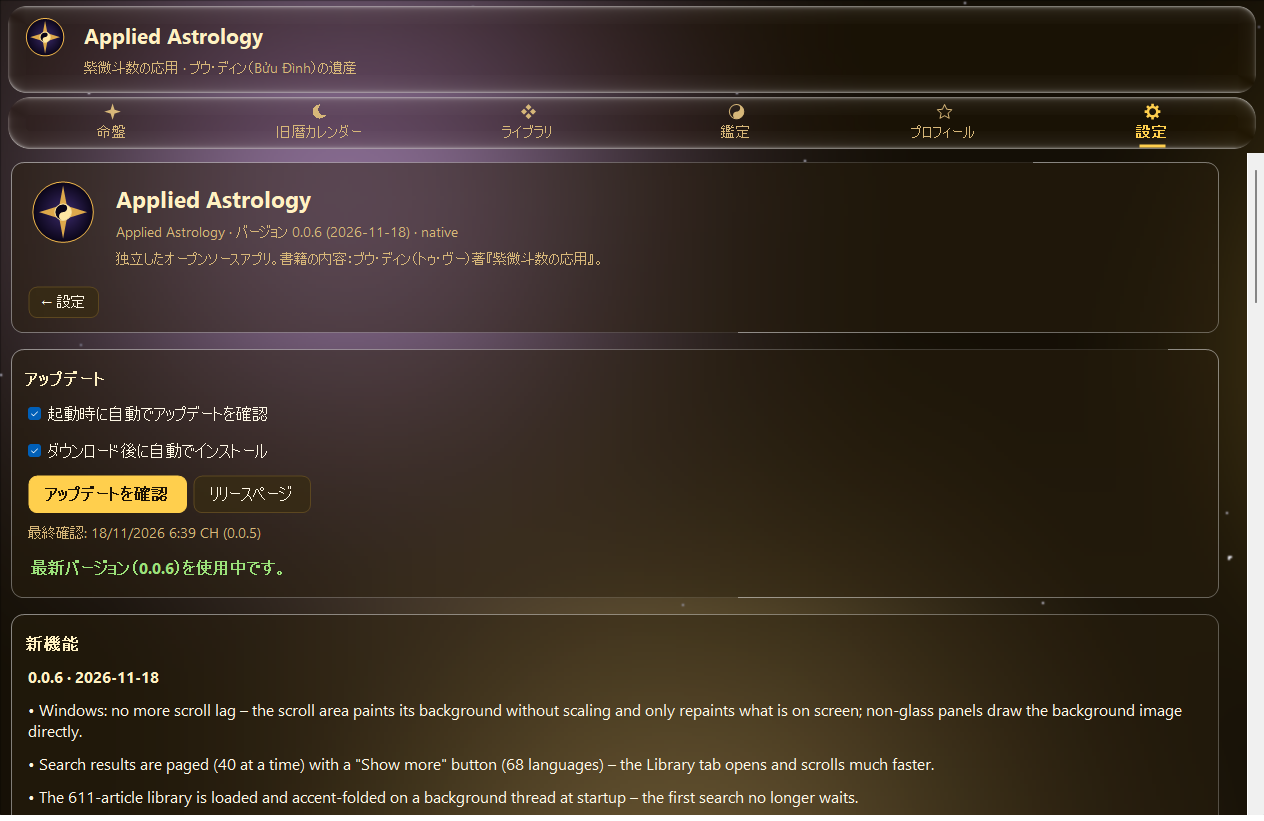 Applied Astrology
紫微斗数の応用 · ブウ·ディン（Bửu Đình）の遺産
命盤
旧暦カレンダー
ライブラリ
鑑定
プロフィール
設定
Applied Astrology
Applied Astrology · バージョン 0.0.6 (2026-11-18) · native
独立したオープンソースアプリ。書籍の内容：ブウ·ディン（トゥ·ヴー）著『紫微斗数の応用』。
← 設定
アップデート
起動時に自動でアップデートを確認
ダウンロード後に自動でインストール
アップデートを確認
リリースページ
最終確認: 18/11/2026 6:39 CH (0.0.5)
最新バージョン（0.0.6）を使用中です。
新機能
0.0.6 · 2026-11-18
• Windows: no more scroll lag – the scroll area paints its background without scaling and only repaints what is on screen; non-glass panels draw the background image
directly.
• Search results are paged (40 at a time) with a "Show more" button (68 languages) – the Library tab opens and scrolls much faster.
• The 611-article library is loaded and accent-folded on a background thread at startup – the first search no longer waits.